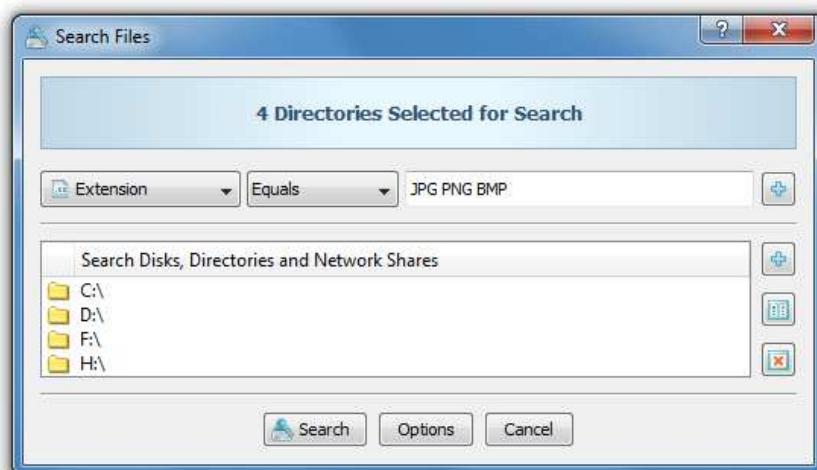 Search Files
4 Directories Selected for Search
Extension Equals JPG PNG BMP
Search Disks, Directories and Network Shares
C:\
D:\
F:\
H:\
Search Options Cancel